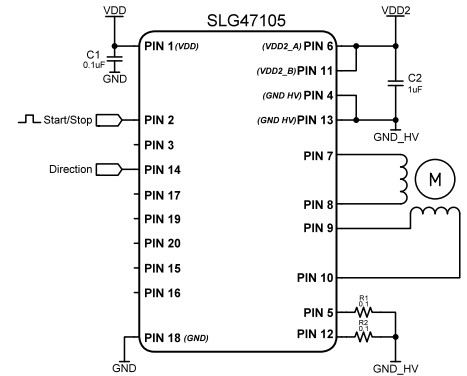 VDD
SLG47105
VDD2
PIN 1 (VDD)
(VDD2_A) PIN 6
C1
0.1uF
GND
(VDD2_B) PIN 11
C2
1uF
(GND HV) PIN 4
Start/Stop
PIN 2
(GND HV) PIN 13
GND_HV
PIN 3
PIN 7
Direction
PIN 14
M
PIN 17
PIN 8
PIN 19
PIN 9
PIN 20
PIN 15
PIN 10
PIN 16
R1
0.1
PIN 5
R2
0.1
PIN 18 (GND)
PIN 12
GND
GND_HV